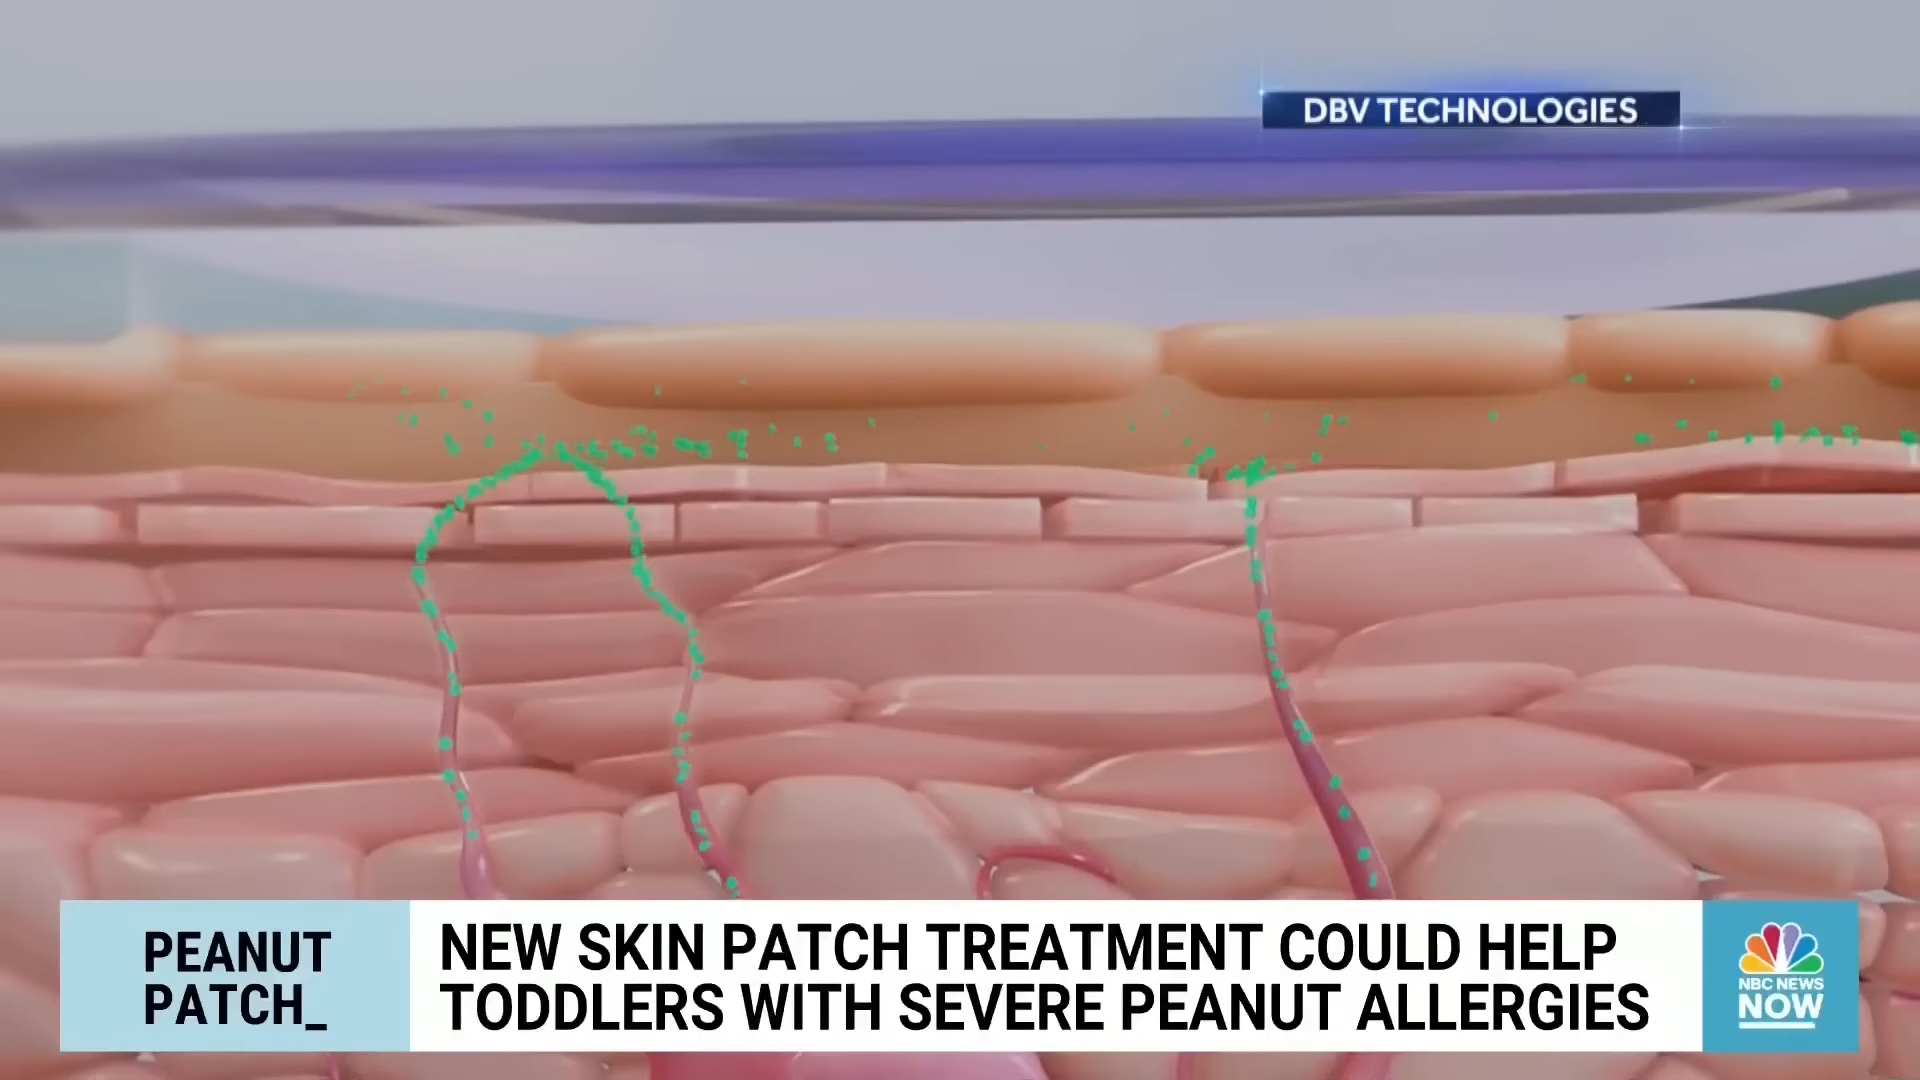 DBV TECHNOLOGIES
PEANUT
PATCH_
NEW SKIN PATCH TREATMENT COULD HELP
TODDLERS WITH SEVERE PEANUT ALLERGIES
NBC NEWS
NOW